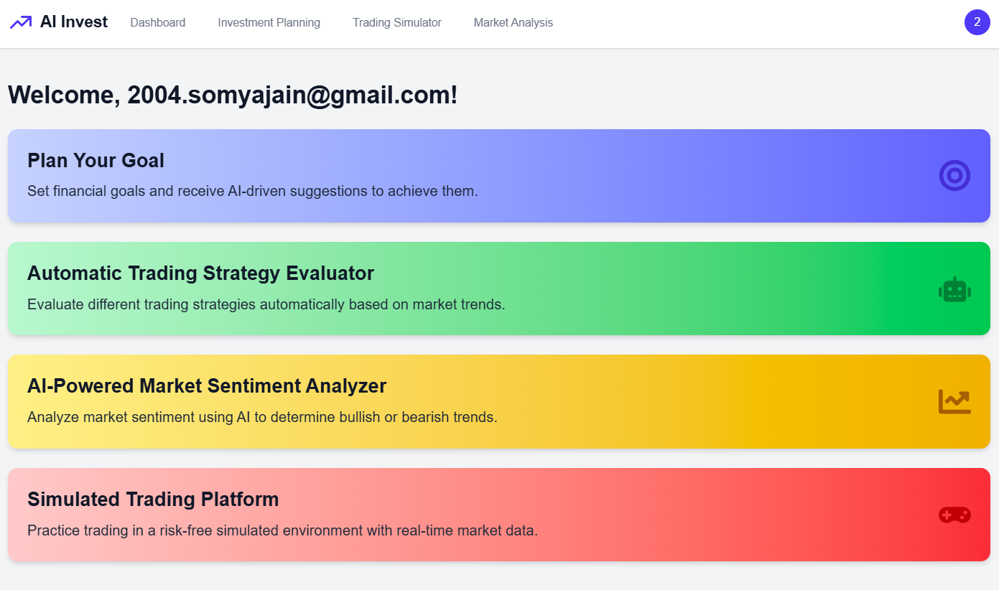 AI Invest Dashboard Investment Planning Trading Simulator Market Analysis 2
Welcome, 2004.somyajain@gmail.com!
Plan Your Goal
Set financial goals and receive AI-driven suggestions to achieve them.
Automatic Trading Strategy Evaluator
Evaluate different trading strategies automatically based on market trends.
AI-Powered Market Sentiment Analyzer
Analyze market sentiment using AI to determine bullish or bearish trends.
Simulated Trading Platform
Practice trading in a risk-free simulated environment with real-time market data.